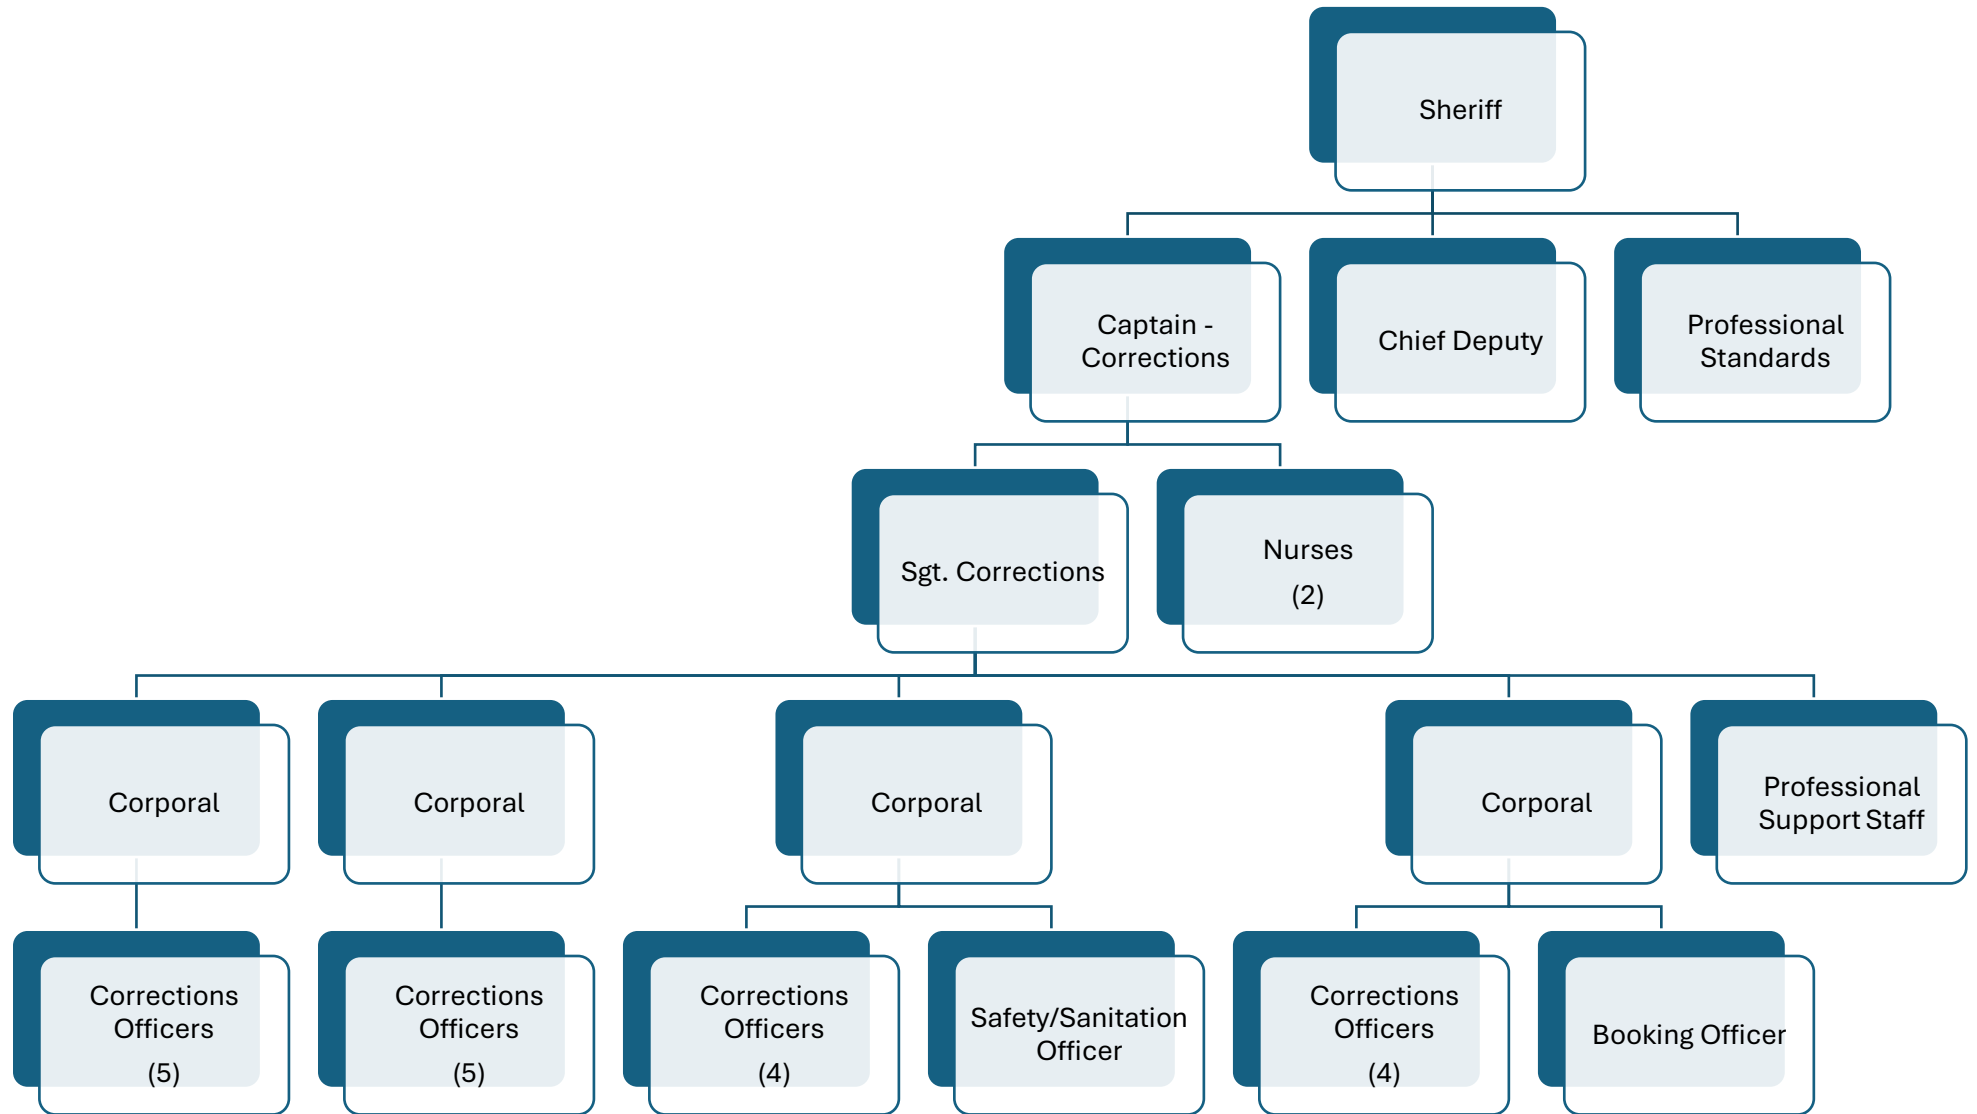 Sheriff
Captain -
Corrections
Chief Deputy
Professional
Standards
Sgt. Corrections
Nurses
(2)
Corporal
Corporal
Corporal
Corporal
Professional
Support Staff
Corrections
Officers
(5)
Corrections
Officers
(5)
Corrections
Officers
(4)
Safety/Sanitation
Officer
Corrections
Officers
(4)
Booking Officer